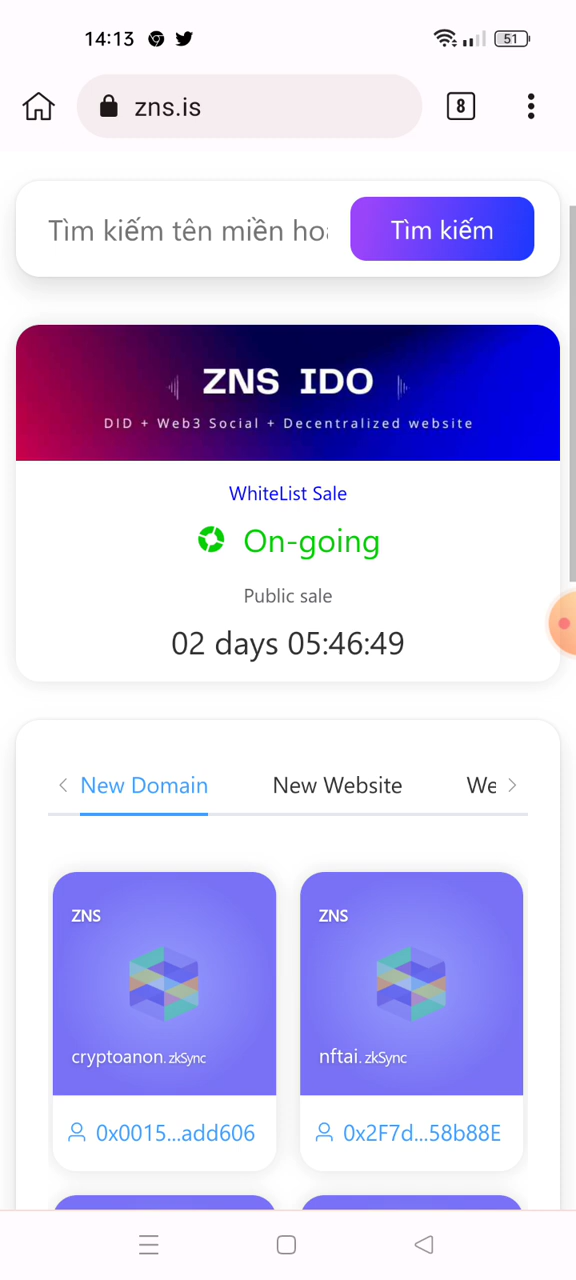 14:13
51
zns.is
8
Tìm kiếm tên miền
Tìm kiếm
ZNS IDO
DID + Web3 Social + Decentralized website
WhiteList Sale
On-going
Public sale
02 days 05:46:49
New Domain New Website We
ZNS
cryptoanon.zkSync
0x0015...add606
ZNS
nftai.zkSync
0x2F7d...58b88E